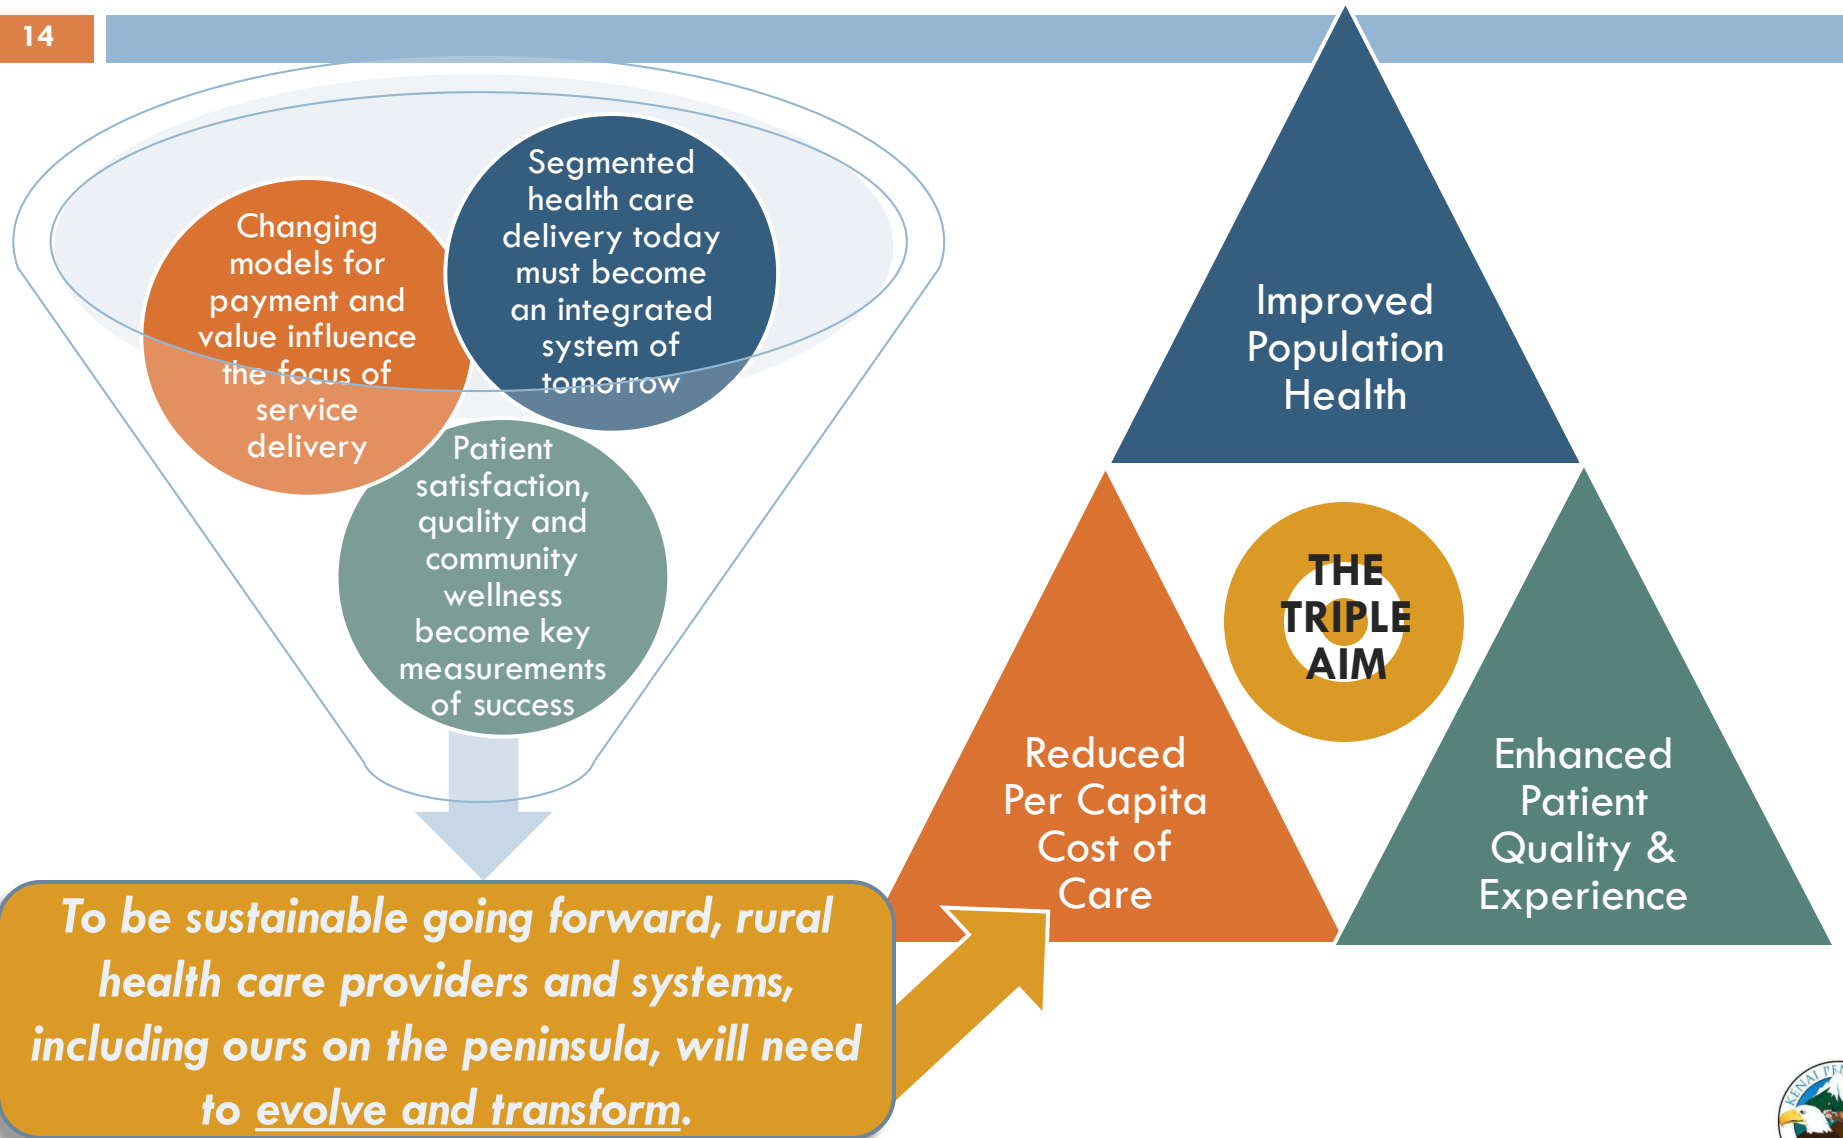 14
Changing
models for
payment and
value influence
the focus of
service
delivery
Segmented
health care
delivery today
must become
an integrated
system of
tomorrow
Patient
satisfaction,
quality and
community
wellness
become key
measurements
of success
To be sustainable going forward, rural
health care providers and systems,
including ours on the peninsula, will need
to evolve and transform.
Improved
Population
Health
THE
TRIPLE
AIM
Reduced
Per Capita
Cost of
Care
Enhanced
Patient
Quality &
Experience
KENAI